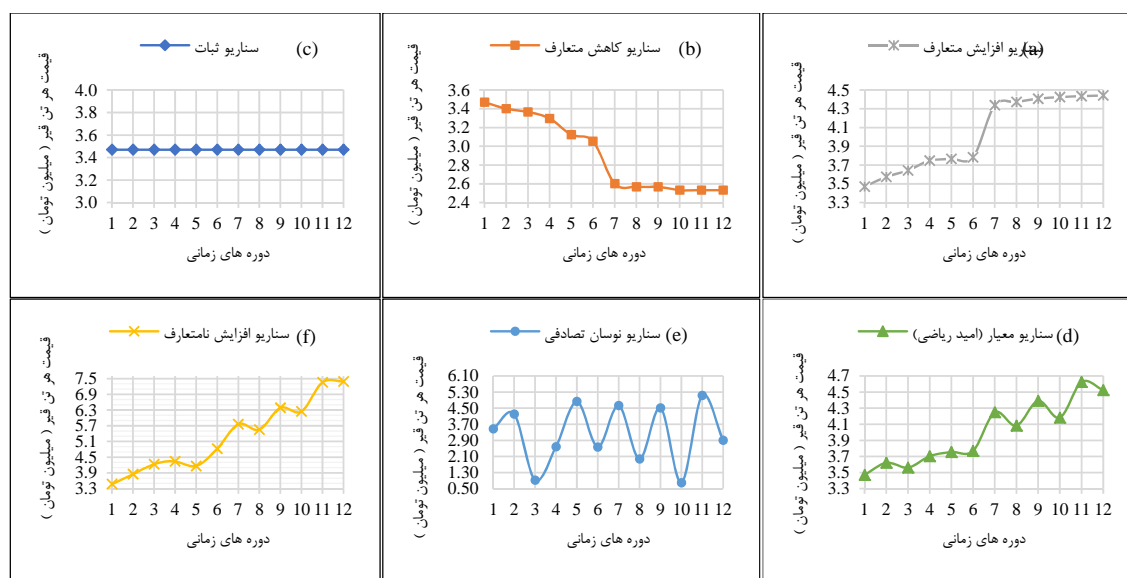 (a) سناریو افزایش متعارف
قیمت هر تن قیر ( میلیون تومان )
4.5
4.3
4.1
3.9
3.7
3.5
3.3
1 2 3 4 5 6 7 8 9 10 11 12
دوره های زمانی
(b) سناریو کاهش متعارف
قیمت هر تن قیر ( میلیون تومان )
3.6
3.4
3.2
3.0
2.8
2.6
2.4
1 2 3 4 5 6 7 8 9 10 11 12
دوره های زمانی
(c) سناریو ثبات
قیمت هر تن قیر ( میلیون تومان )
4.0
3.8
3.6
3.4
3.2
3.0
1 2 3 4 5 6 7 8 9 10 11 12
دوره های زمانی
(d) سناریو معیار (امید ریاضی)
قیمت هر تن قیر ( میلیون تومان )
4.7
4.5
4.3
4.1
3.9
3.7
3.5
3.3
1 2 3 4 5 6 7 8 9 10 11 12
دوره های زمانی
(e) سناریو نوسان تصادفی
قیمت هر تن قیر ( میلیون تومان )
6.10
5.30
4.50
3.70
2.90
2.10
1.30
0.50
1 2 3 4 5 6 7 8 9 10 11 12
دوره های زمانی
(f) سناریو افزایش نامتعارف
قیمت هر تن قیر ( میلیون تومان )
7.5
6.9
6.3
5.7
5.1
4.5
3.9
3.3
1 2 3 4 5 6 7 8 9 10 11 12
دوره های زمانی